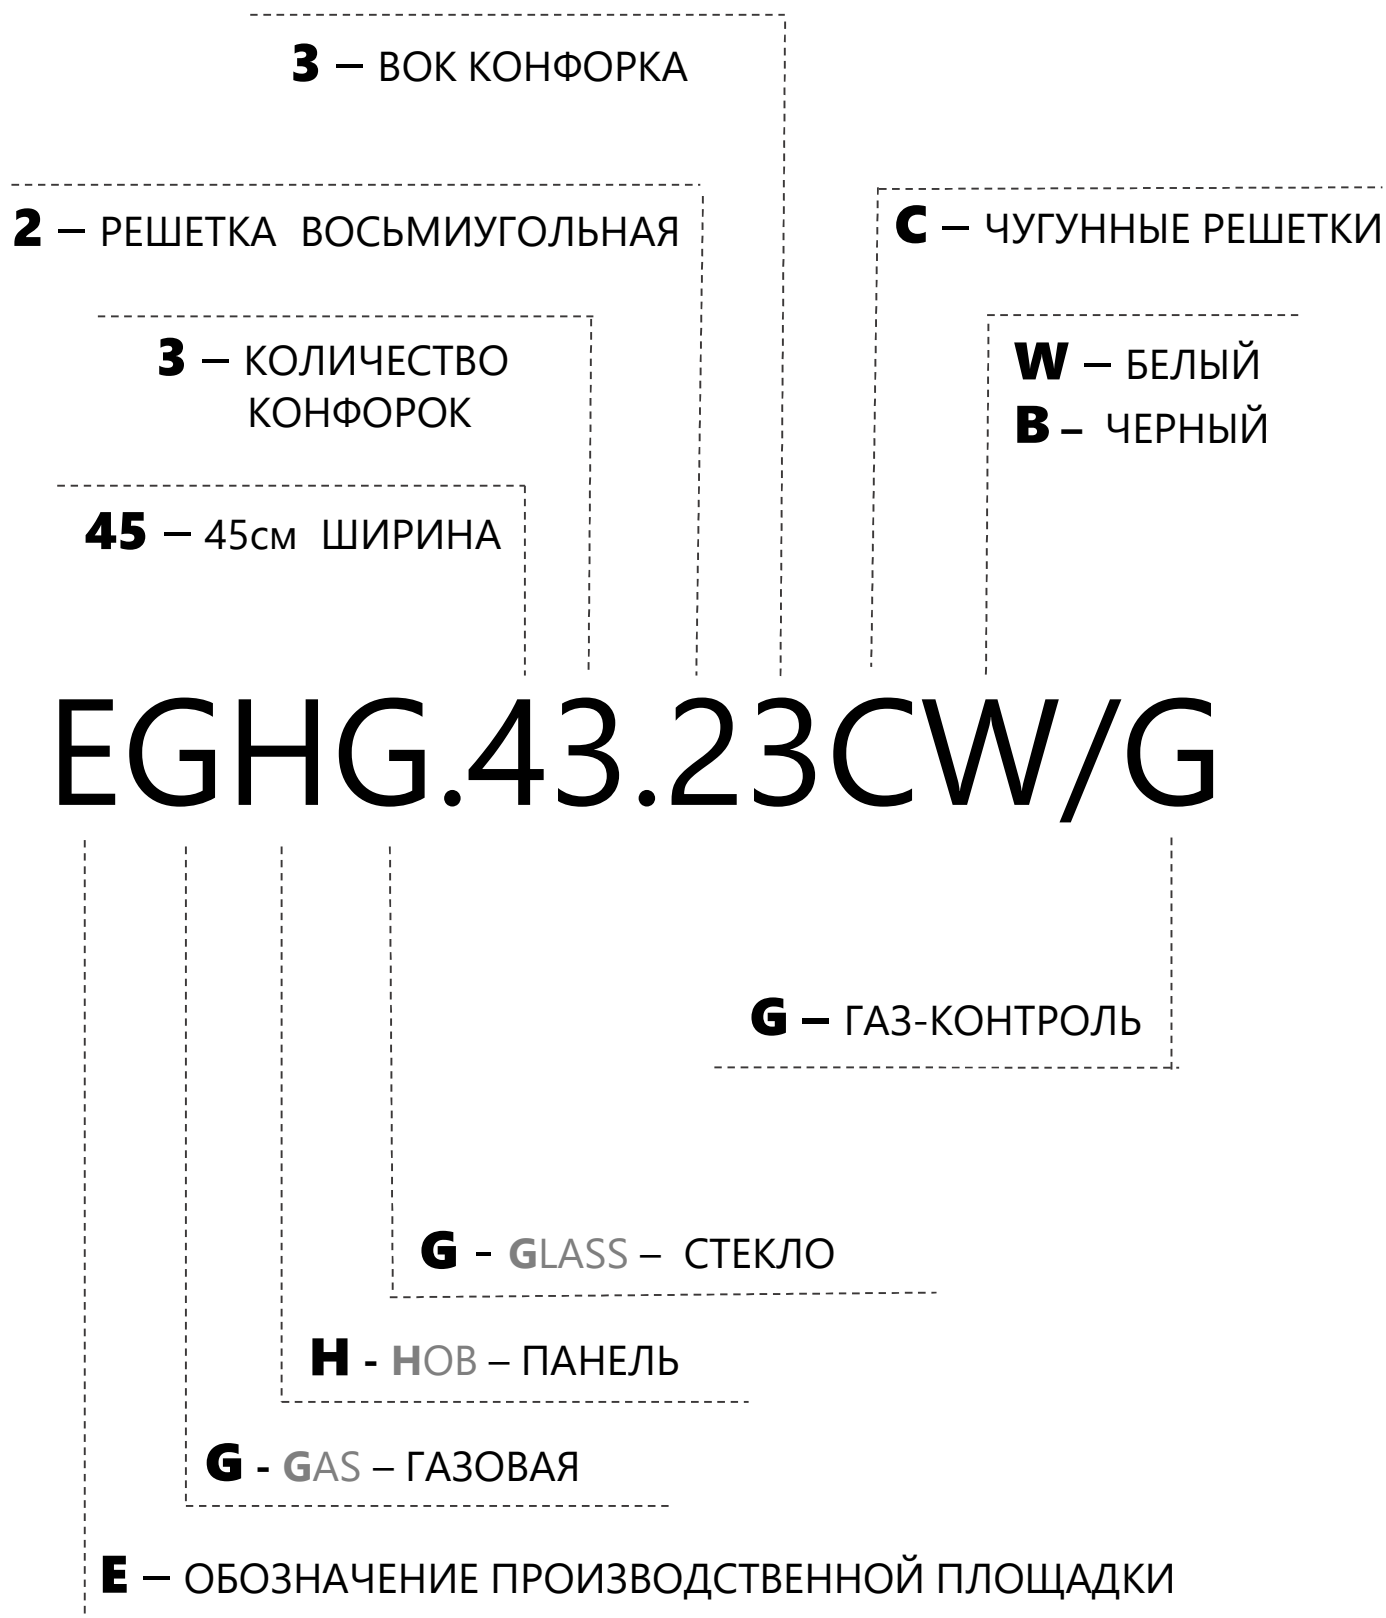 3 – ВОК КОНФОРКА
2 – РЕШЕТКА ВОСЬМИУГОЛЬНАЯ
C – ЧУГУННЫЕ РЕШЕТКИ
3 – КОЛИЧЕСТВО
КОНФОРОК
W – БЕЛЫЙ
B – ЧЕРНЫЙ
45 – 45см ШИРИНА
EGHG.43.23CW/G
G – ГАЗ-КОНТРОЛЬ
G - GLASS – СТЕКЛО
H - HOB – ПАНЕЛЬ
G - GAS – ГАЗОВАЯ
E – ОБОЗНАЧЕНИЕ ПРОИЗВОДСТВЕННОЙ ПЛОЩАДКИ